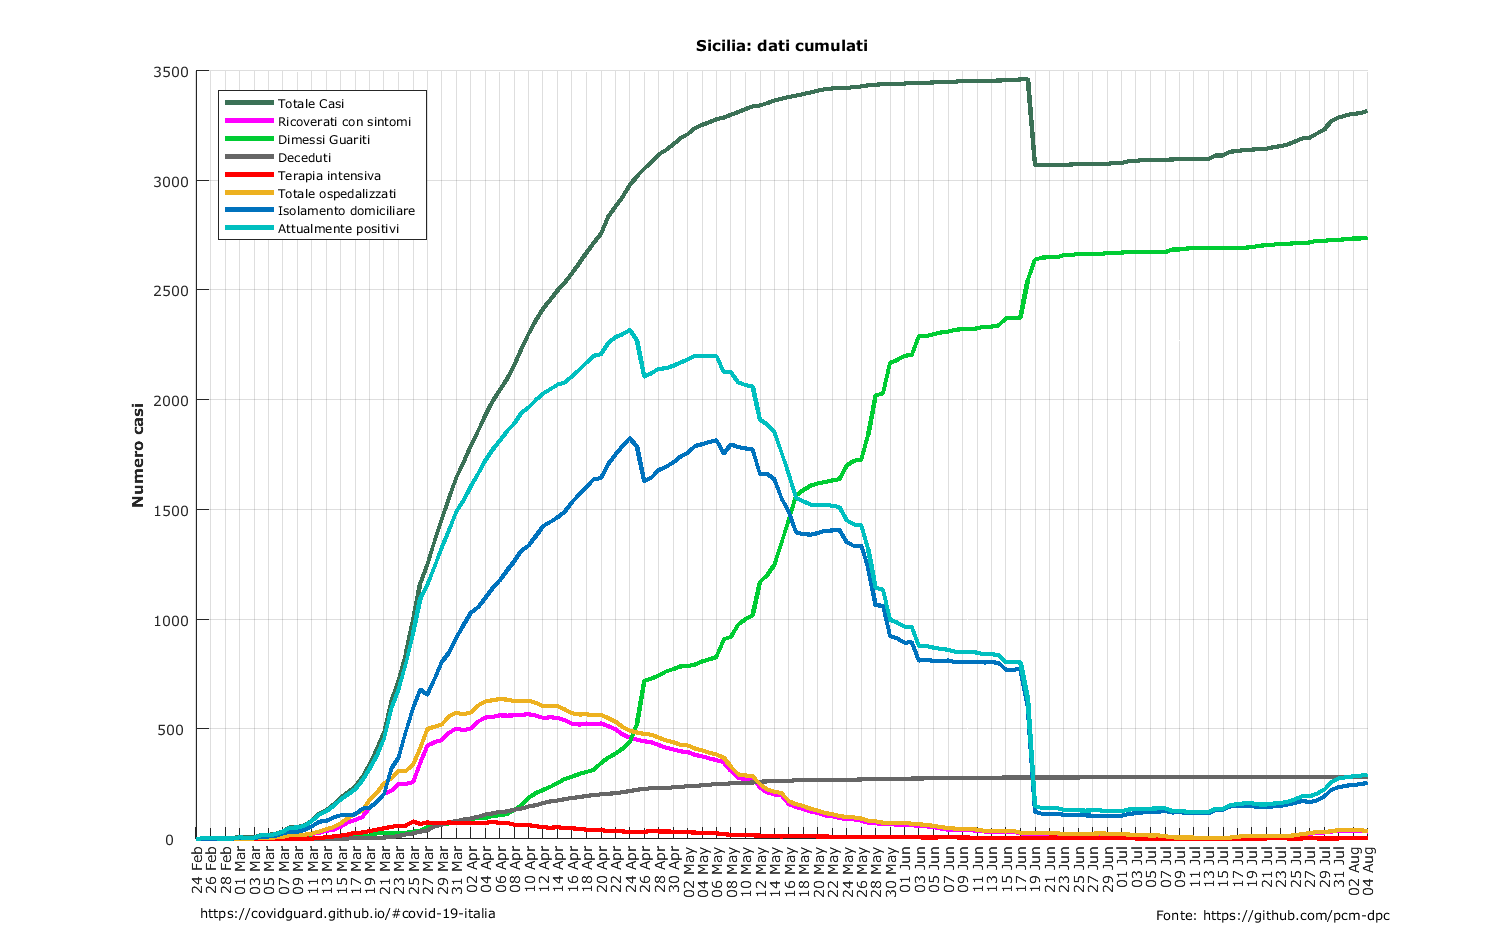 Sicilia: dati cumulati
3500
3000
2500
2000
1500
1000
500
0
Numero casi
Totale Casi
Ricoverati con sintomi
Dimessi Guariti
Deceduti
Terapia intensiva
Totale ospedalizzati
Isolamento domiciliare
Attualmente positivi
24 Feb
26 Feb
28 Feb
01 Mar
03 Mar
05 Mar
07 Mar
09 Mar
11 Mar
13 Mar
15 Mar
17 Mar
19 Mar
21 Mar
23 Mar
25 Mar
27 Mar
29 Mar
31 Mar
02 Apr
04 Apr
06 Apr
08 Apr
10 Apr
12 Apr
14 Apr
16 Apr
18 Apr
20 Apr
22 Apr
24 Apr
26 Apr
28 Apr
30 Apr
02 May
04 May
06 May
08 May
10 May
12 May
14 May
16 May
18 May
20 May
22 May
24 May
26 May
28 May
30 May
01 Jun
03 Jun
05 Jun
07 Jun
09 Jun
11 Jun
13 Jun
15 Jun
17 Jun
19 Jun
21 Jun
23 Jun
25 Jun
27 Jun
29 Jun
01 Jul
03 Jul
05 Jul
07 Jul
09 Jul
11 Jul
13 Jul
15 Jul
17 Jul
19 Jul
21 Jul
23 Jul
25 Jul
27 Jul
29 Jul
31 Jul
02 Aug
04 Aug
https://covidguard.github.io/#covid-19-italia
Fonte: https://github.com/pcm-dpc